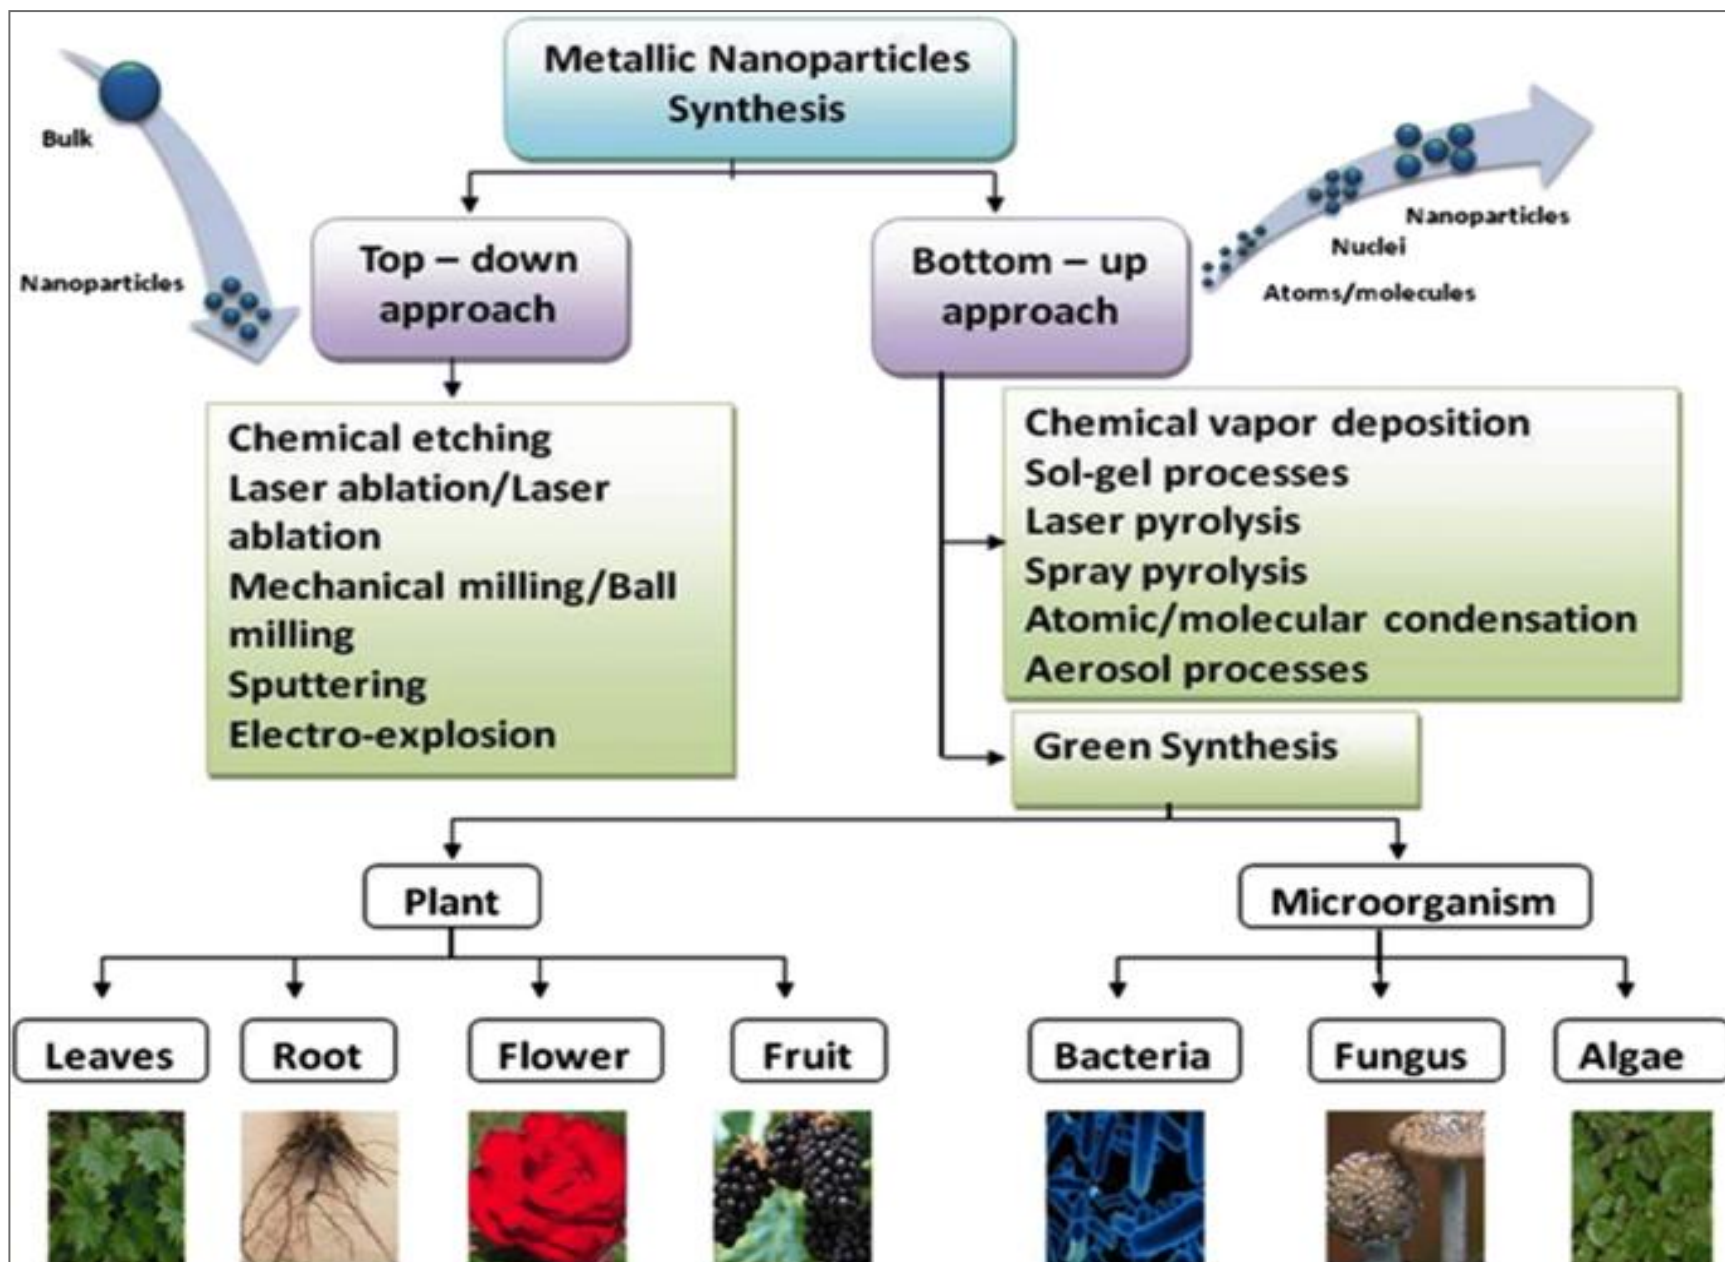 Metallic Nanoparticles
Synthesis
Bulk
Nanoparticles
Top – down
approach
Bottom – up
approach
Nanoparticles
Nuclei
Atoms/molecules
Chemical etching
Laser ablation/Laser
ablation
Mechanical milling/Ball
milling
Sputtering
Electro-explosion
Chemical vapor deposition
Sol-gel processes
Laser pyrolysis
Spray pyrolysis
Atomic/molecular condensation
Aerosol processes
Green Synthesis
Plant
Microorganism
Leaves
Root
Flower
Fruit
Bacteria
Fungus
Algae